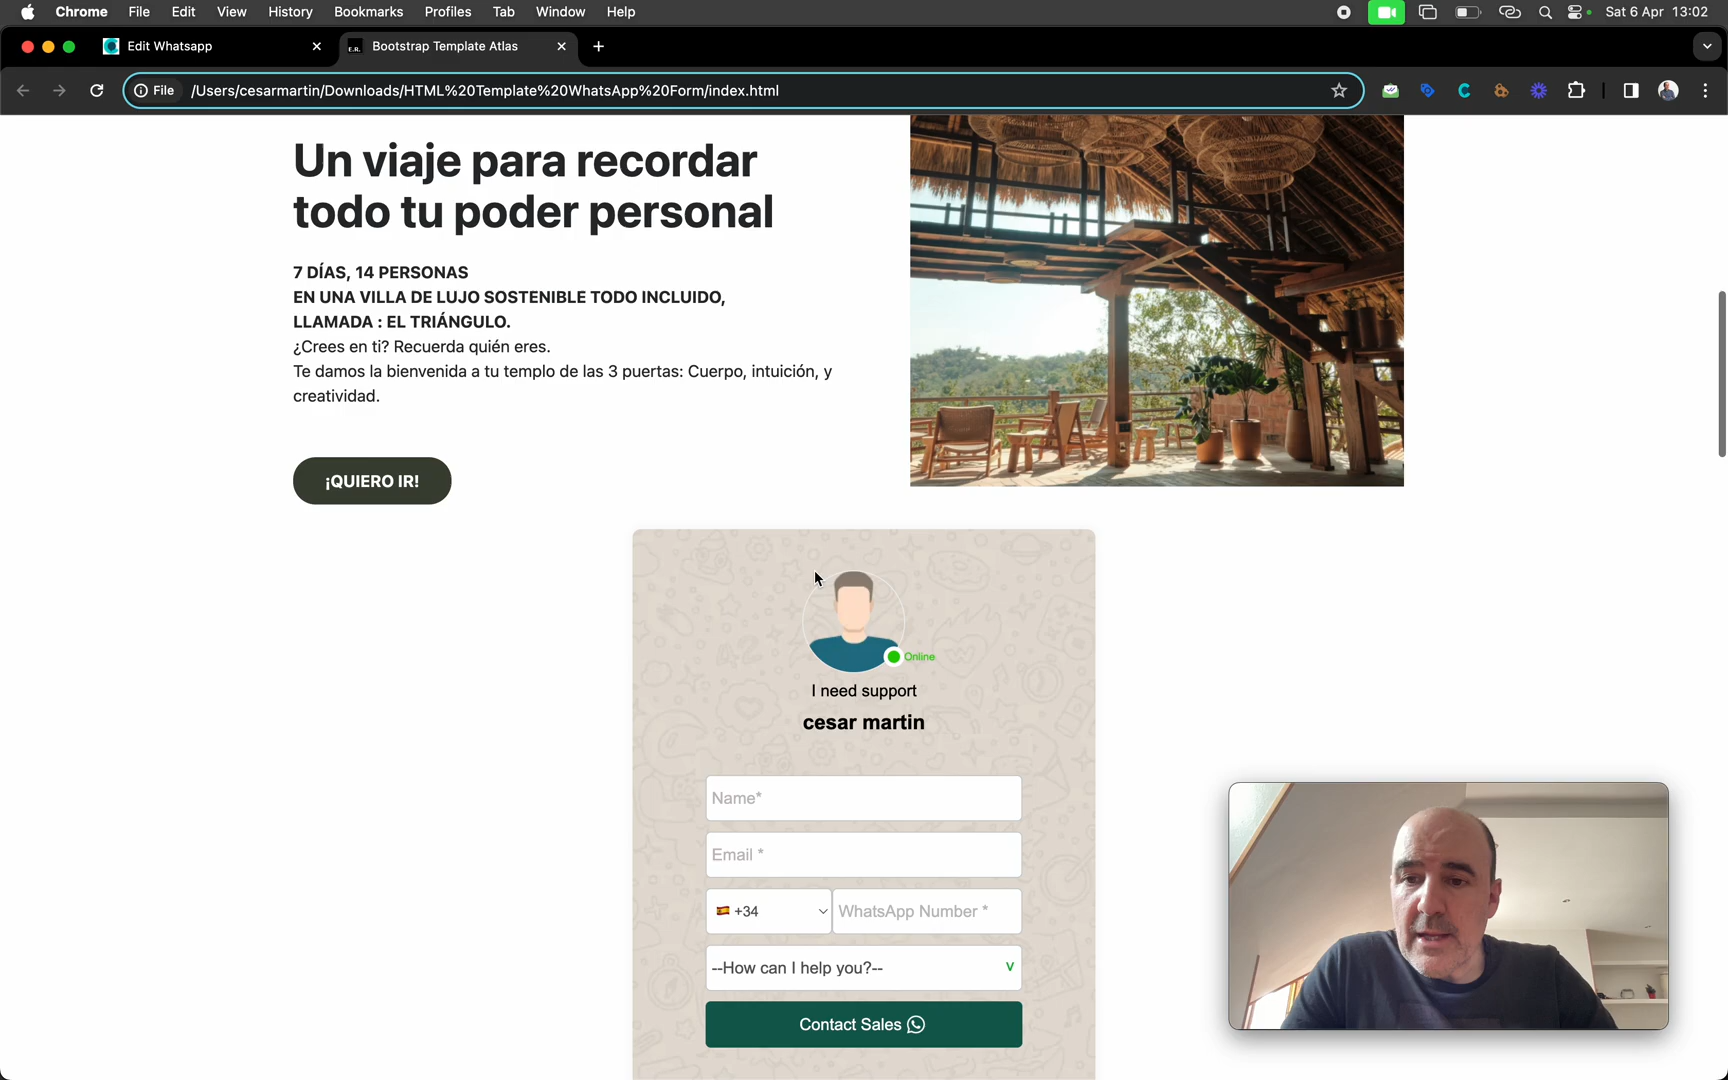 Chrome File Edit View History Bookmarks Profiles Tab Window Help Sat 6 Apr 13:02
Edit Whatsapp
E.R. Bootstrap Template Atlas
File /Users/cesarmartin/Downloads/HTML%20Template%20WhatsApp%20Form/index.html
Un viaje para recordar
todo tu poder personal
7 DÍAS, 14 PERSONAS
EN UNA VILLA DE LUJO SOSTENIBLE TODO INCLUIDO,
LLAMADA : EL TRIÁNGULO.
¿Crees en ti? Recuerda quién eres.
Te damos la bienvenida a tu templo de las 3 puertas: Cuerpo, intuición, y
creatividad.
¡QUIERO IR!
Online
I need support
cesar martin
Name*
Email *
+34
WhatsApp Number *
--How can I help you?-- V
Contact Sales